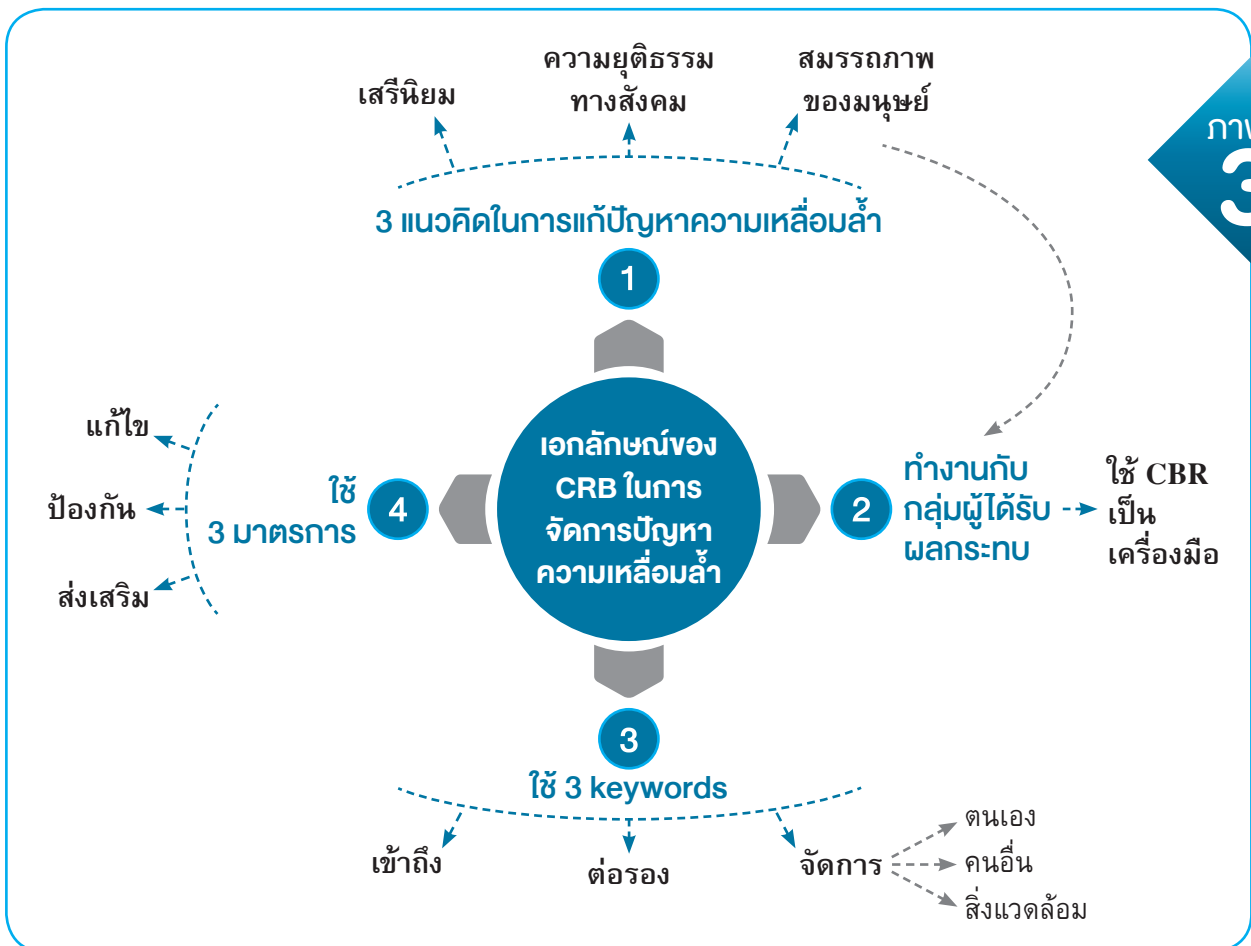 เสรีนิยม
ความยุติธรรม
ทางสังคม
สมรรถภาพ
ของมนุษย์
ภาพ
3
3 แนวคิดในการแก้ปัญหาความเหลื่อมล้ำ
1
เอกลักษณ์ของ
CRB ในการ
จัดการปัญหา
ความเหลื่อมล้ำ
2
ทำงานกับ
กลุ่มผู้ได้รับ
ผลกระทบ
ใช้ CBR
เป็น
เครื่องมือ
3
ใช้ 3 keywords
เข้าถึง
ต่อรอง
จัดการ
ตนเอง
คนอื่น
สิ่งแวดล้อม
4
ใช้
3 มาตรการ
แก้ไข
ป้องกัน
ส่งเสริม